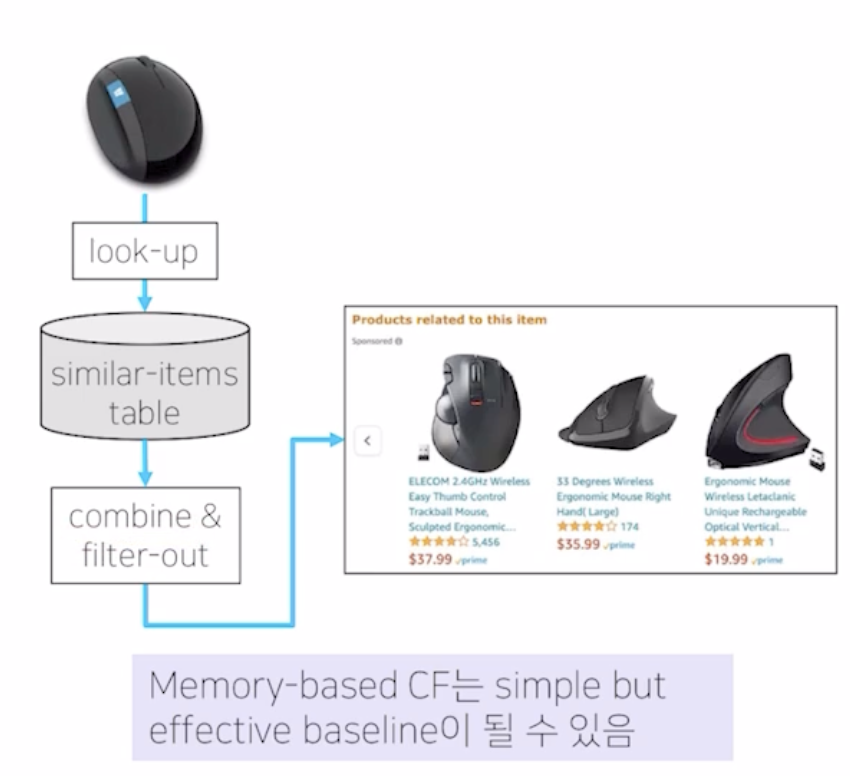 look-up
similar-items
table
combine &
filter-out
Products related to this item
Sponsored
ELECOM 2.4GHz Wireless
Easy Thumb Control
Trackball Mouse,
Sculpted Ergonomic...
5,456
$37.99 prime
33 Degrees Wireless
Ergonomic Mouse Right
Hand( Large)
174
$35.99 prime
Ergonomic Mouse
Wireless Letaclanic
Unique Rechargeable
Optical Vertical...
1
$19.99 prime
Memory-based CF는 simple but
effective baseline이 될 수 있음